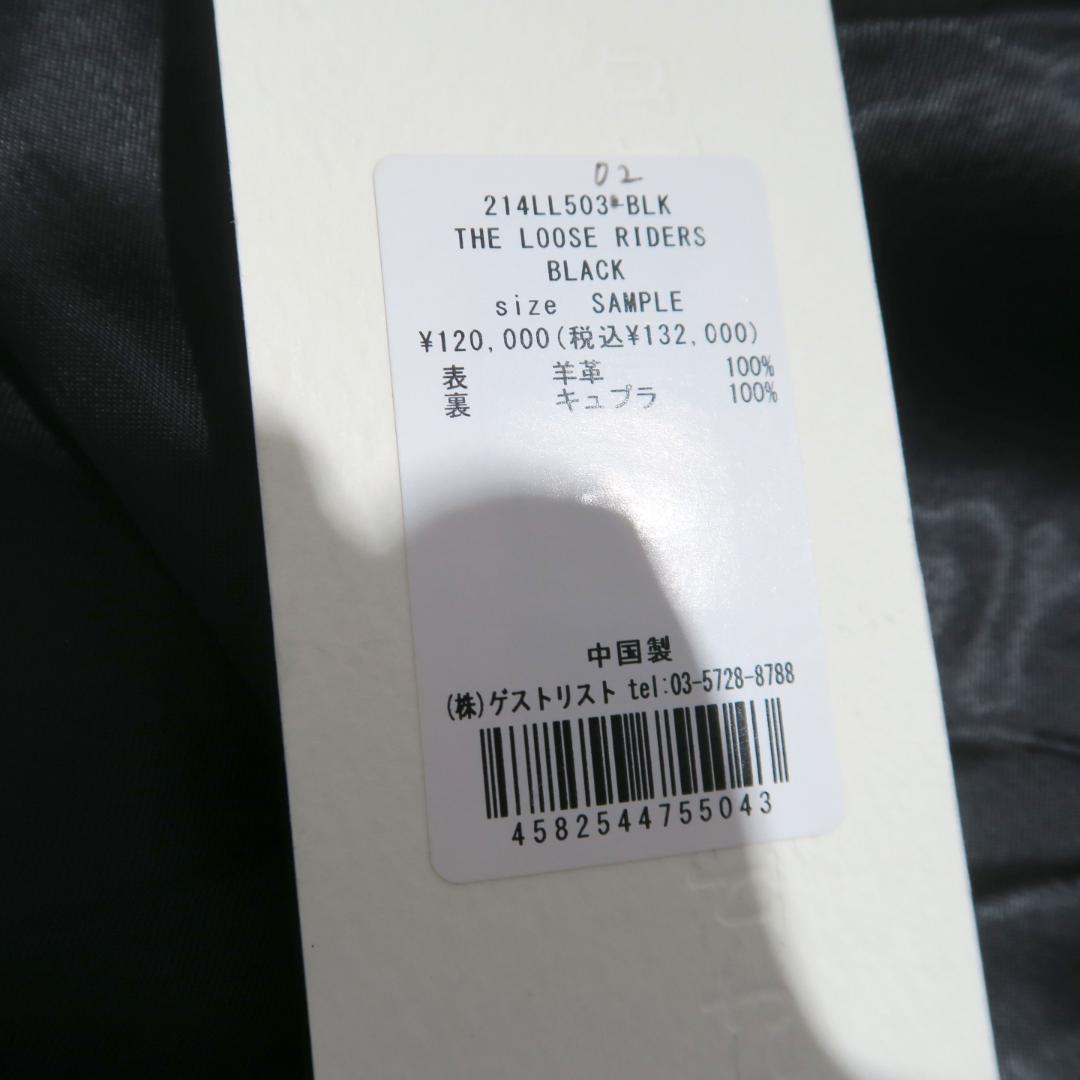 02
214LL503-BLK
THE LOOSE RIDERS
BLACK
size SAMPLE
¥120,000(税込¥132,000)
表 羊革 100%
裏 キュプラ 100%
中国製
(株)ゲストリスト tel:03-5728-8788
4582544755043